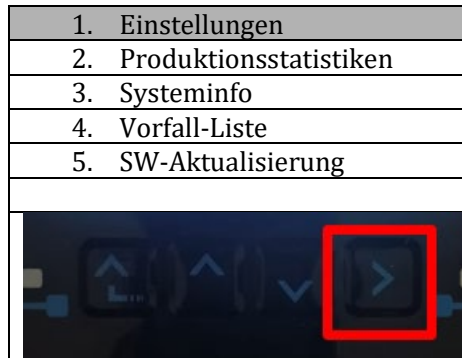 1. Einstellungen
2. Produktionsstatistiken
3. Systeminfo
4. Vorfall-Liste
5. SW-Aktualisierung